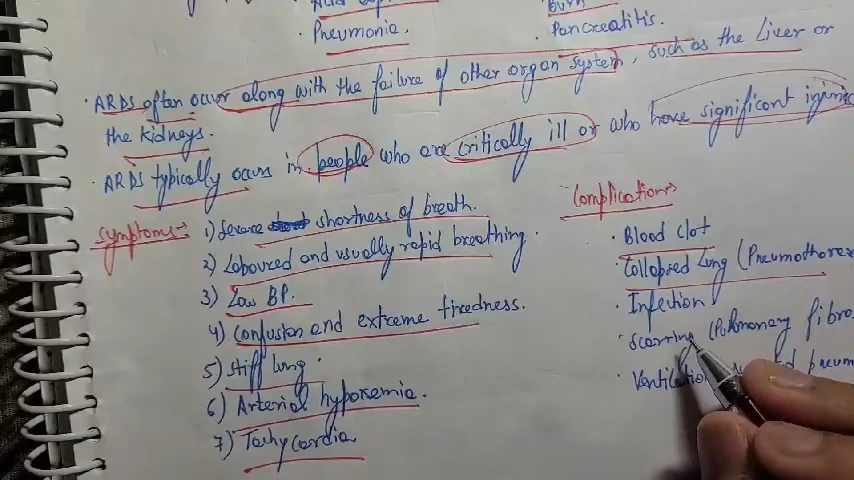 Burn
· Pneumonia.
· Pancreatitis.
· ARDS often occur along with the failure of other organ system, such as the Liver or
the kidneys.
· ARDS typically occurs in people who are critically ill or who have significant
Symptoms →
1) Severe shortness of breath.
2) Laboured and usually rapid breathing.
3) Low BP.
4) Confusion and extreme tiredness.
5) Stiff lung.
6) Arterial hypoxemia.
7) Tachycardia
Complication →
· Blood Clot
· Collapsed Lung (Pneumothorax
· Infection
· Scarring (Pulmonary